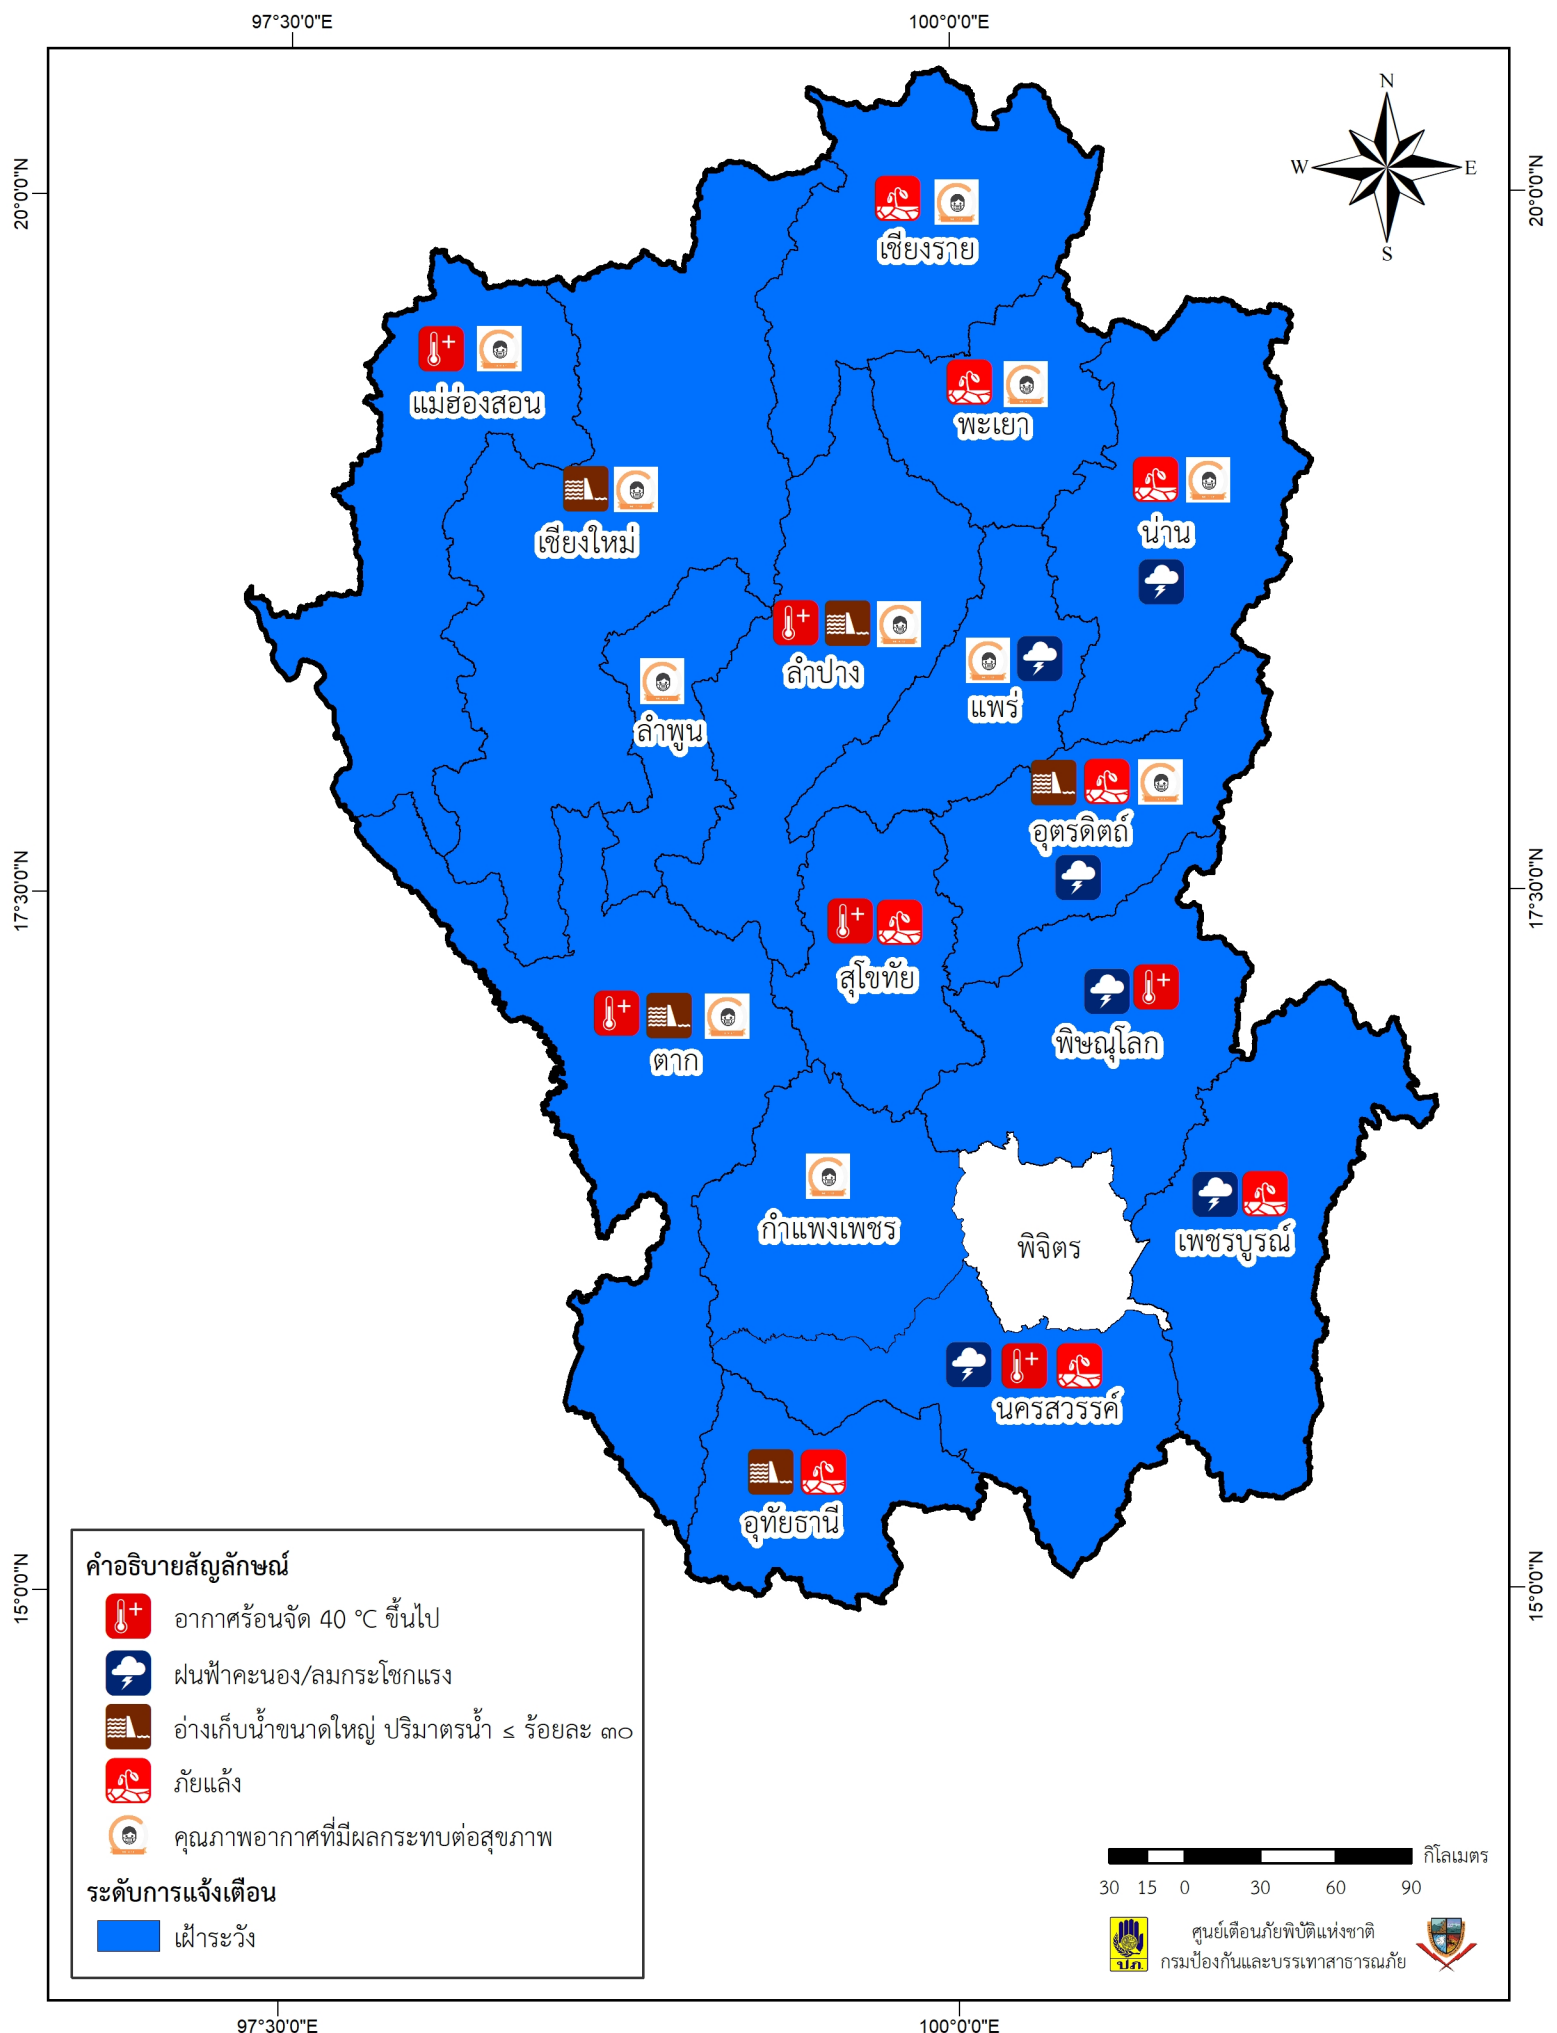 97°30'0"E
100°0'0"E
N
W
E
S
20°0'0"N
20°0'0"N
เชียงราย
แม่ฮ่องสอน
พะเยา
น่าน
เชียงใหม่
ลำปาง
แพร่
ลำพูน
อุตรดิตถ์
17°30'0"N
17°30'0"N
สุโขทัย
พิษณุโลก
ตาก
กำแพงเพชร
พิจิตร
เพชรบูรณ์
นครสวรรค์
อุทัยธานี
15°0'0"N
15°0'0"N
คำอธิบายสัญลักษณ์
อากาศร้อนจัด 40 °C ขึ้นไป
ฝนฟ้าคะนอง/ลมกระโชกแรง
อ่างเก็บน้ำขนาดใหญ่ ปริมาตรน้ำ ≤ ร้อยละ ๓๐
ภัยแล้ง
คุณภาพอากาศที่มีผลกระทบต่อสุขภาพ
ระดับการแจ้งเตือน
เฝ้าระวัง
กิโลเมตร
30 15 0 30 60 90
ปภ.
ศูนย์เตือนภัยพิบัติแห่งชาติ
กรมป้องกันและบรรเทาสาธารณภัย
97°30'0"E
100°0'0"E